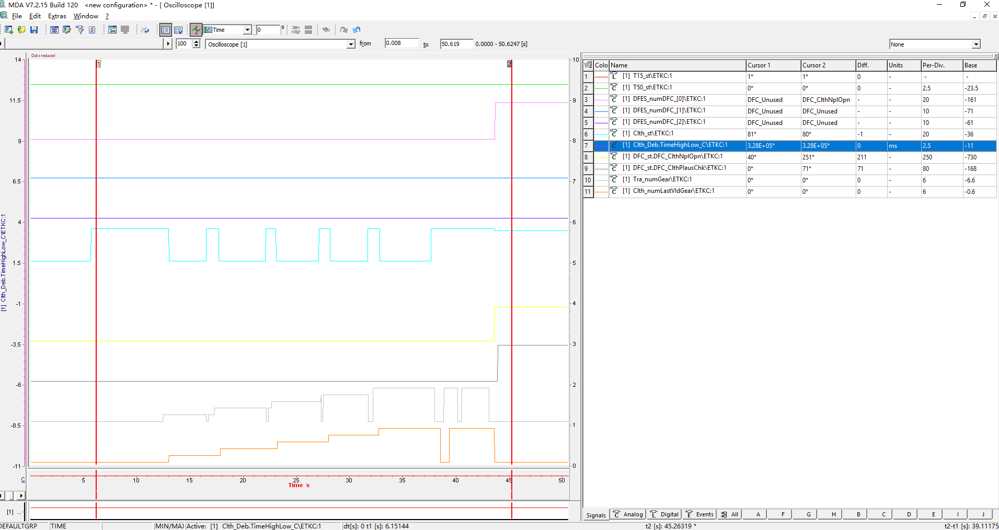 MDA V7.2.15 Build 120 <new configuration> * - [ Oscilloscope [1]]
File Edit Extras Window ?
Time 0 s
100 Oscilloscope [1] from 0.008 to 50.619 0.0000 - 50.6247 [s] None
Data reduced
1 2
14 11.5 9 6.5 4 1.5 -1 -3.5 -6 -8.5 -11
[1] Clth_Deb.TimeHighLow_C\ETKC:1
10 9 8 7 6 5 4 3 2 1 0
C 5 10 15 20 25 30 35 40 45 50
Time s
[1] ...
Colo Name Cursor 1 Cursor 2 Diff. Units Per-Div. Base
1 L [1] T15_st\ETKC:1 1* 1* 0 - - -
2 C [1] T50_st\ETKC:1 0* 0* 0 - 2.5 -23.5
3 C [1] DFES_numDFC_[0]\ETKC:1 DFC_Unused DFC_ClthNplOpn - - 20 -161
4 C [1] DFES_numDFC_[1]\ETKC:1 DFC_Unused DFC_Unused - - 10 -71
5 C [1] DFES_numDFC_[2]\ETKC:1 DFC_Unused DFC_Unused - - 10 -61
6 C [1] Clth_st\ETKC:1 81* 80* -1 - 20 -36
7 C [1] Clth_Deb.TimeHighLow_C\ETKC:1 3.28E+05* 3.28E+05* 0 ms 2.5 -11
8 C [1] DFC_st.DFC_ClthNplOpn\ETKC:1 40* 251* 211 - 250 -730
9 C [1] DFC_st.DFC_ClthPlausChk\ETKC:1 0* 71* 71 - 80 -168
10 C [1] Tra_numGear\ETKC:1 0* 0* 0 - 6 -6.6
11 C [1] Clth_numLastVldGear\ETKC:1 0* 0* 0 - 6 -0.6
Signals C Analog L Digital E Events All A F G H B C D E I J
DEFAULTGRP TIME MIN/MAX Active: [1] Clth_Deb.TimeHighLow_C\ETKC:1 dt[s]: 0 t1 [s]: 6.15144 t2 [s]: 45.26319 * t2-t1 [s]: 39.11175